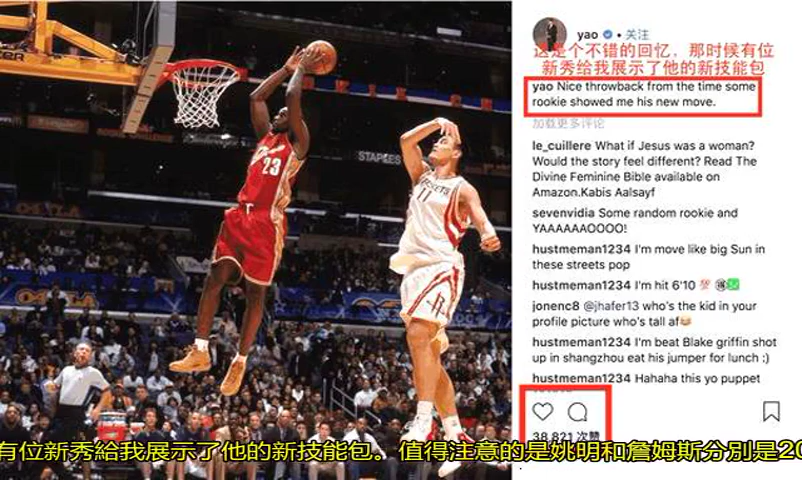 yao • 关注
这是个不错的回忆，那时候有位
新秀给我展示了他的新技能包
yao Nice throwback from the time some
rookie showed me his new move.
加载更多评论
le_cuillere What if Jesus was a woman?
Would the story feel different? Read The
Divine Feminine Bible available on
Amazon.Kabis Aalsayf
sevenvidia Some random rookie and
YAAAAAAOOOO!
hustmeman1234 I'm move like big Sun in
these streets pop
hustmeman1234 I'm hit 6'10 💯
jonenc8 @jhafer13 who's the kid in your
profile picture who's tall af😂
hustmeman1234 I'm beat Blake griffin shot
up in shangzhou eat his jumper for lunch :)
hustmeman1234 Hahaha this yo puppet
38,821 次赞
STAPLES
23
ROCKETS
11
有位新秀給我展示了他的新技能包。值得注意的是姚明和詹姆斯分別是20